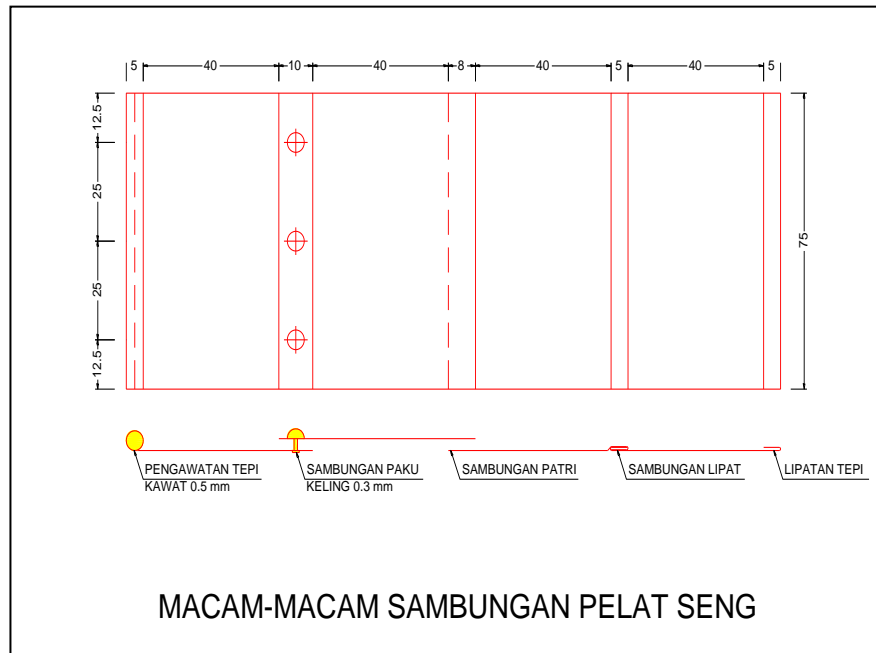 5 40 10 40 8 40 5 40 5
12.5
25
25
12.5
75
PENGAWATAN TEPI
KAWAT 0.5 mm
SAMBUNGAN PAKU
KELING 0.3 mm
SAMBUNGAN PATRI
SAMBUNGAN LIPAT
LIPATAN TEPI
MACAM-MACAM SAMBUNGAN PELAT SENG